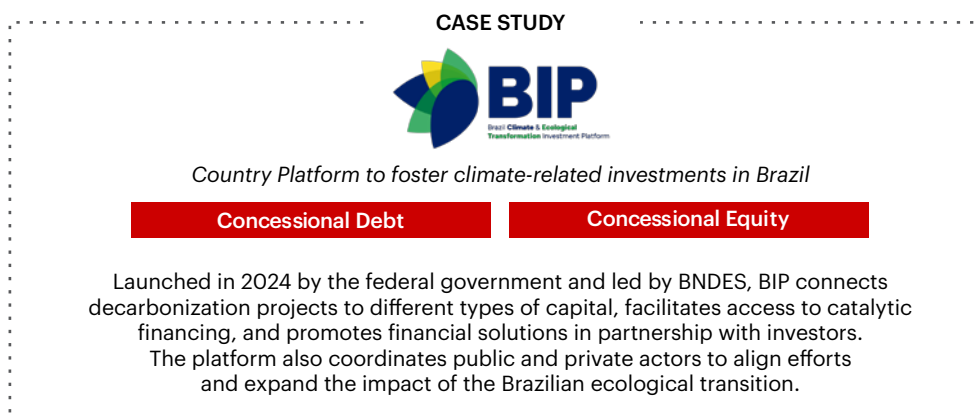 CASE STUDY
BIP
Brazil Climate & Ecological
Transformation Investment Platform
Country Platform to foster climate-related investments in Brazil
Concessional Debt
Concessional Equity
Launched in 2024 by the federal government and led by BNDES, BIP connects
decarbonization projects to different types of capital, facilitates access to catalytic
financing, and promotes financial solutions in partnership with investors.
The platform also coordinates public and private actors to align efforts
and expand the impact of the Brazilian ecological transition.